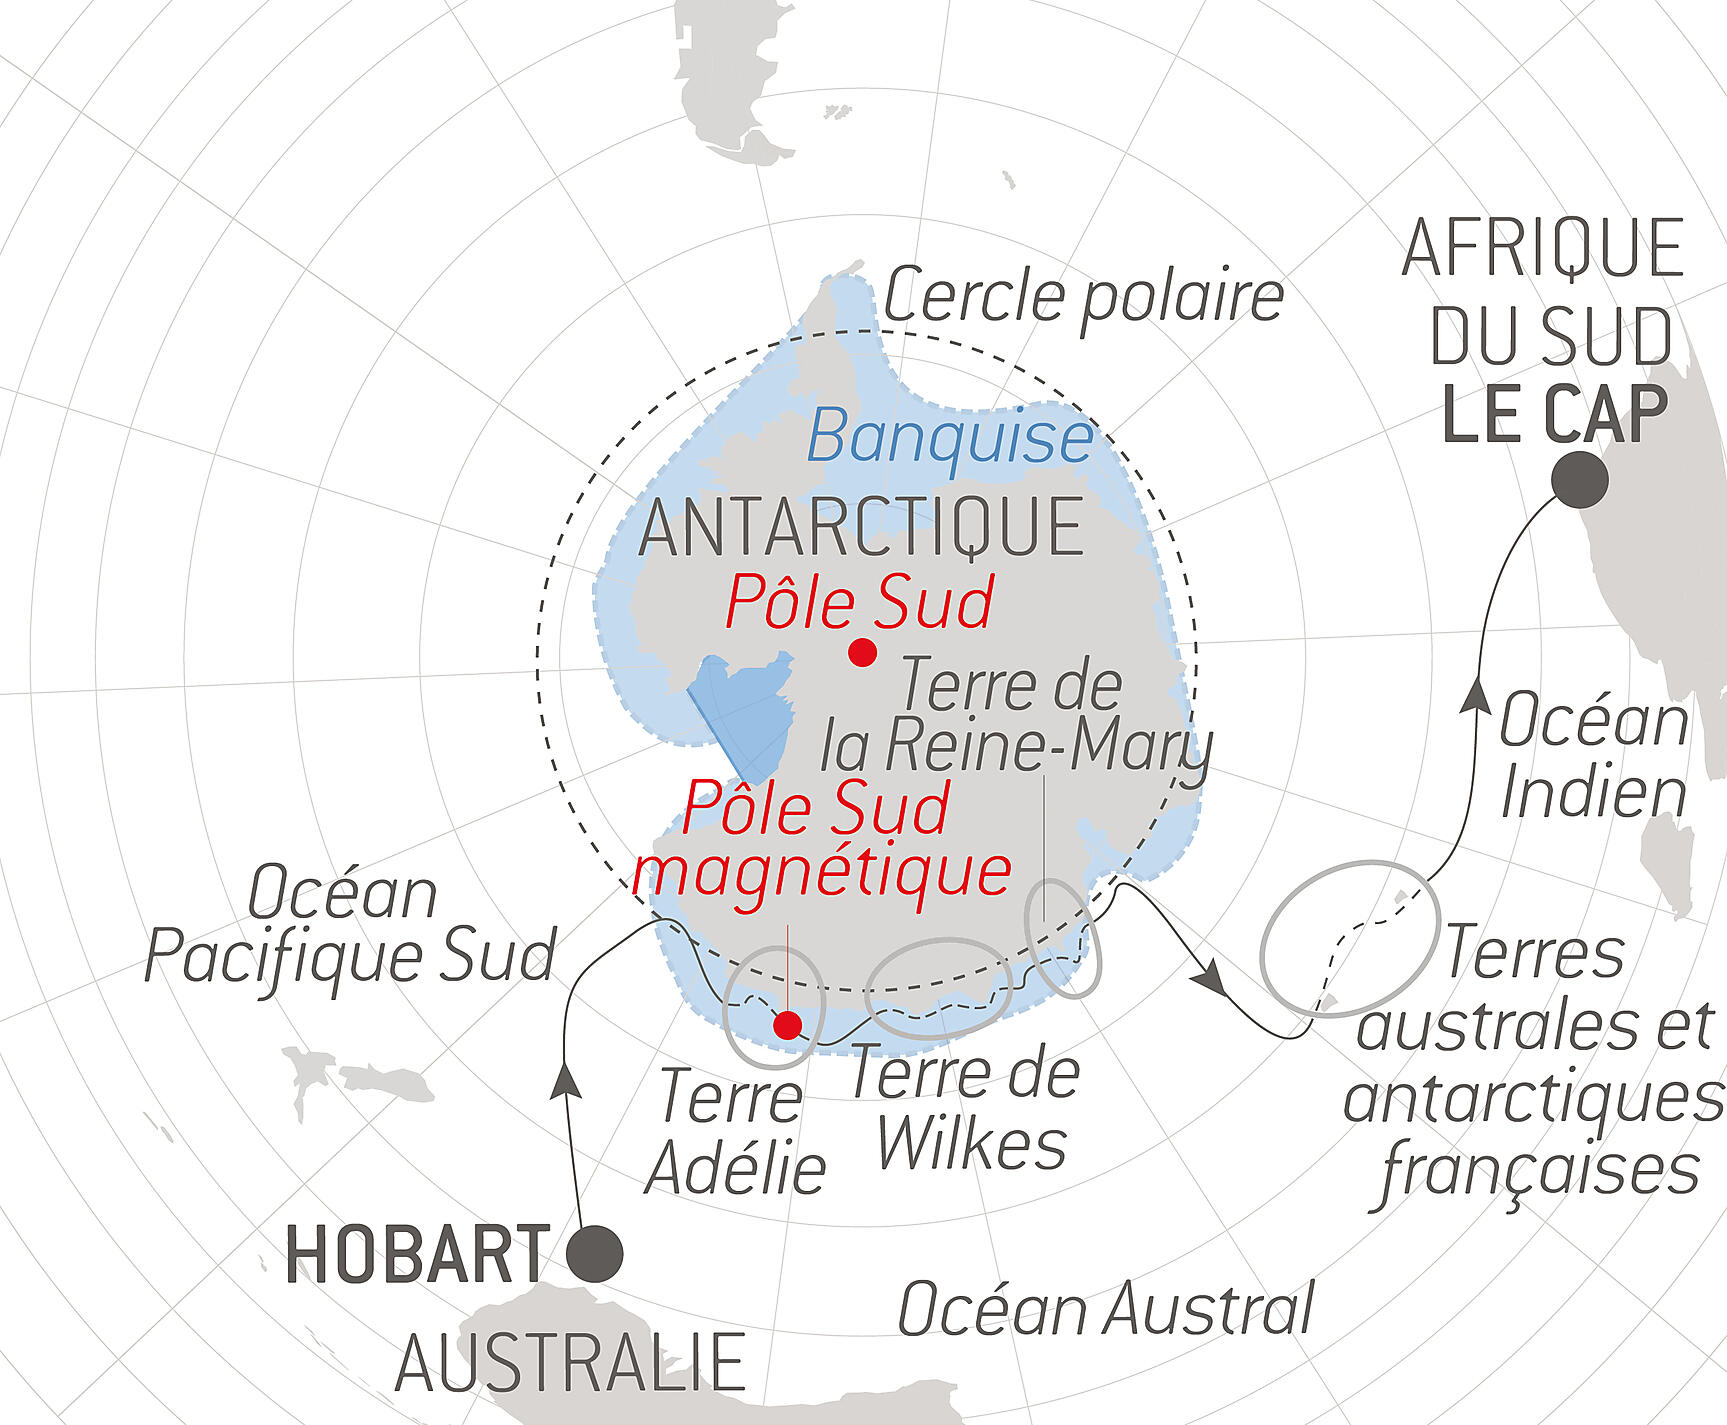 Cercle polaire
AFRIQUE
DU SUD
LE CAP
Banquise
ANTARCTIQUE
Pôle Sud
Terre de
la Reine-Mary
Océan
Indien
Pôle Sud
magnétique
Océan
Pacifique Sud
Terres
australes et
antarctiques
françaises
Terre
Adélie
Terre de
Wilkes
HOBART
Océan Austral
AUSTRALIE